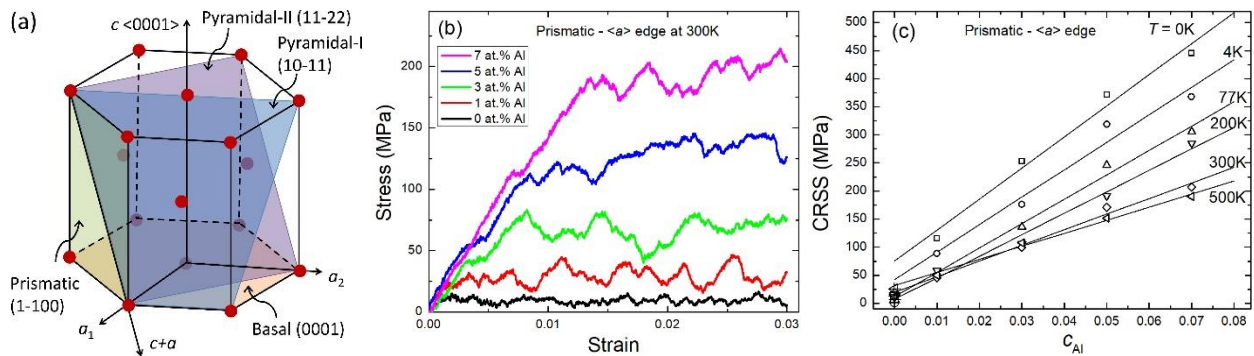 (a)
c <0001>
Pyramidal-II (11-22)
Pyramidal-I
(10-11)
Prismatic
(1-100)
a₁
c+a
Basal (0001)
a₂
(b)
Prismatic - <a> edge at 300K
7 at.% Al
5 at.% Al
3 at.% Al
1 at.% Al
0 at.% Al
Stress (MPa)
200
150
100
50
0
0.00 0.01 0.02 0.03
Strain
(c)
Prismatic - <a> edge
T = 0K
4K
77K
200K
300K
500K
CRSS (MPa)
500
450
400
350
300
250
200
150
100
50
0
0.00 0.01 0.02 0.03 0.04 0.05 0.06 0.07 0.08
c_Al